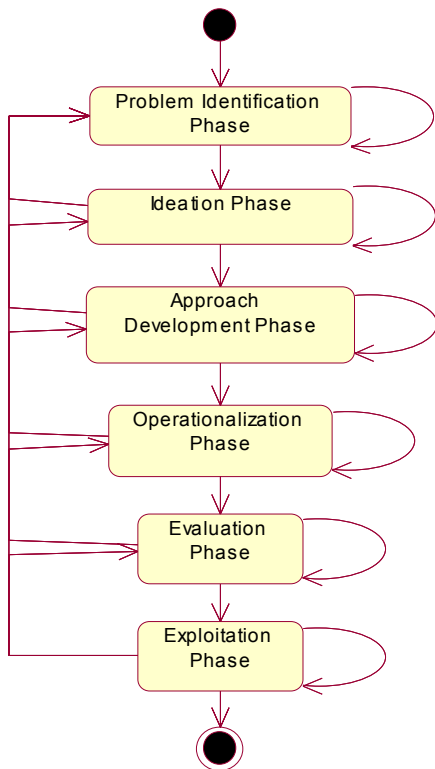 Problem Identification
Phase
Ideation Phase
Approach
Development Phase
Operationalization
Phase
Evaluation
Phase
Exploitation
Phase